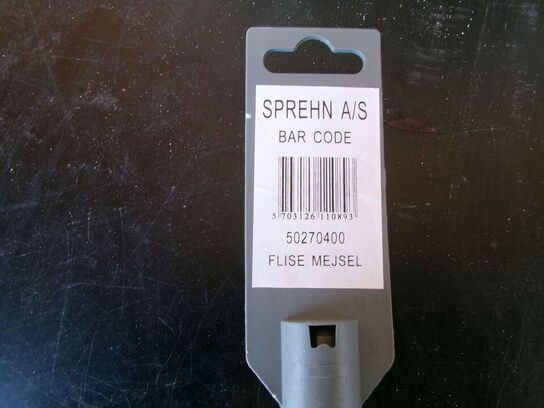 SPREHN A/S
BAR CODE
5 703126 110893
50270400
FLISE MEJSEL